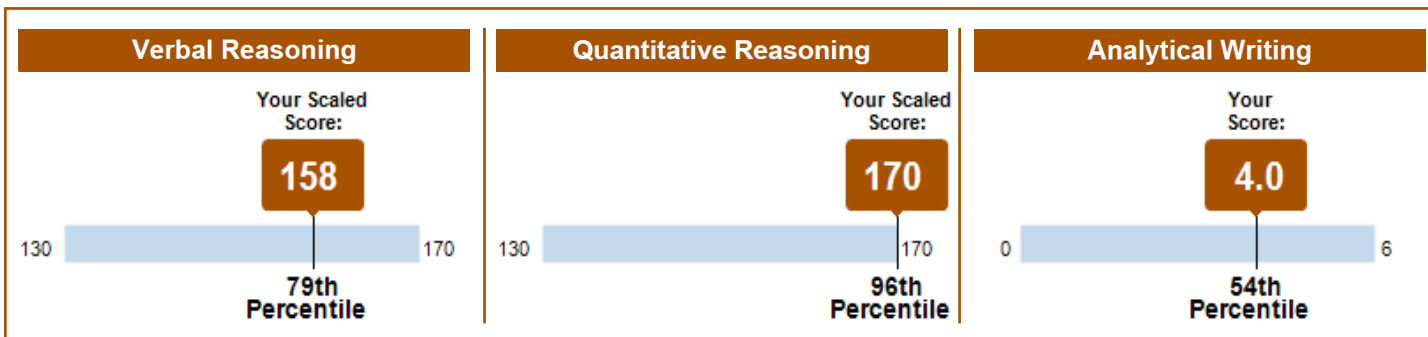 Verbal Reasoning
Your Scaled
Score:
158
130
170
79th
Percentile
Quantitative Reasoning
Your Scaled
Score:
170
130
170
96th
Percentile
Analytical Writing
Your
Score:
4.0
0
6
54th
Percentile